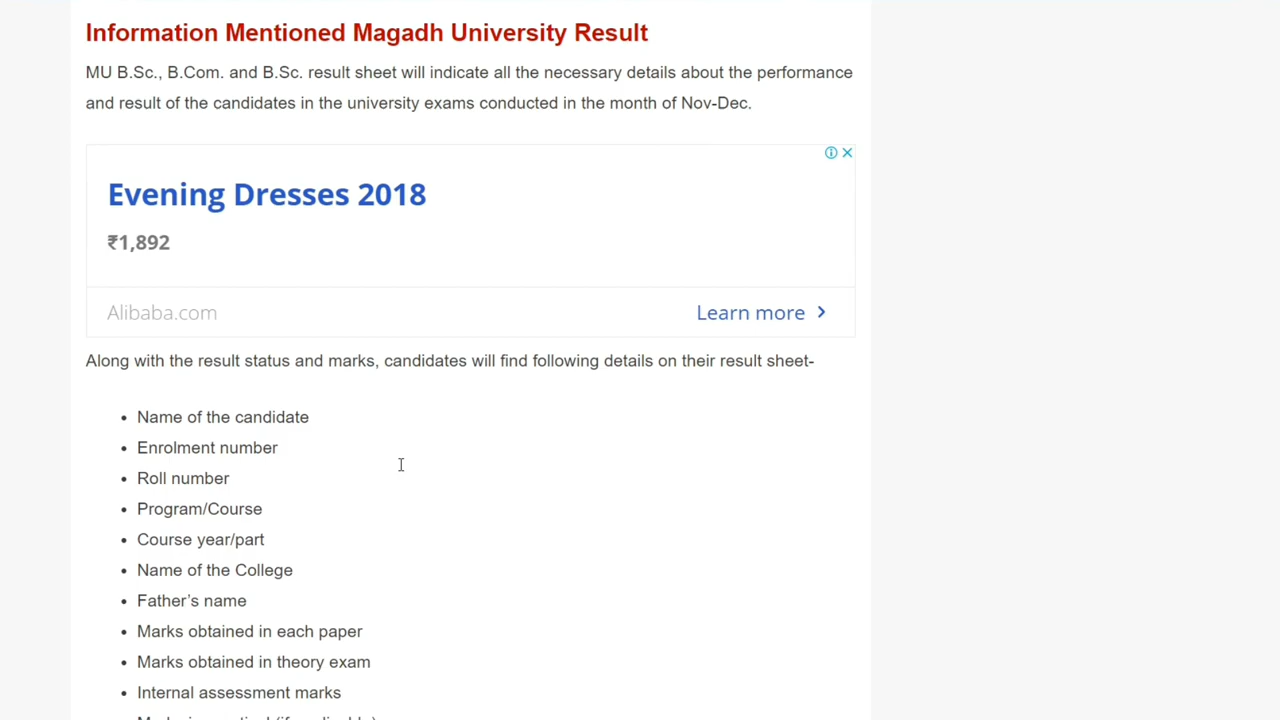 Information Mentioned Magadh University Result
MU B.Sc., B.Com. and B.Sc. result sheet will indicate all the necessary details about the performance
and result of the candidates in the university exams conducted in the month of Nov-Dec.
Evening Dresses 2018
₹1,892
Alibaba.com
Learn more
Along with the result status and marks, candidates will find following details on their result sheet-
• Name of the candidate
• Enrolment number
• Roll number
• Program/Course
• Course year/part
• Name of the College
• Father’s name
• Marks obtained in each paper
• Marks obtained in theory exam
• Internal assessment marks